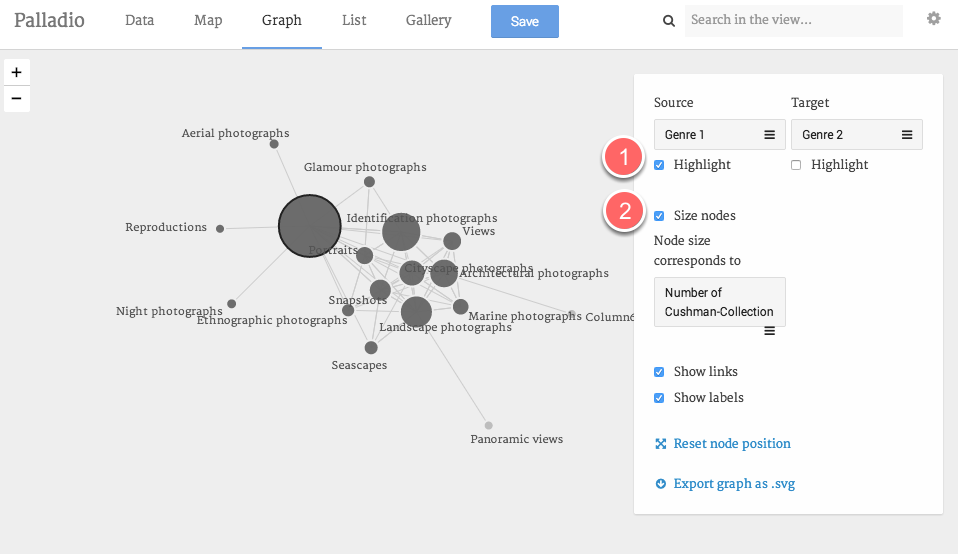 Palladio
Data
Map
Graph
List
Gallery
Save
Search in the view...
+
−
Source
Target
Genre 1
Genre 2
1
Highlight
Highlight
2
Size nodes
Node size
corresponds to
Number of
Cushman-Collection
Show links
Show labels
Reset node position
Export graph as .svg
Aerial photographs
Glamour photographs
Identification photographs
Reproductions
Views
Portraits
Cityscape photographs
Architectural photographs
Snapshots
Night photographs
Ethnographic photographs
Marine photographs
Column
Landscape photographs
Seascapes
Panoramic views